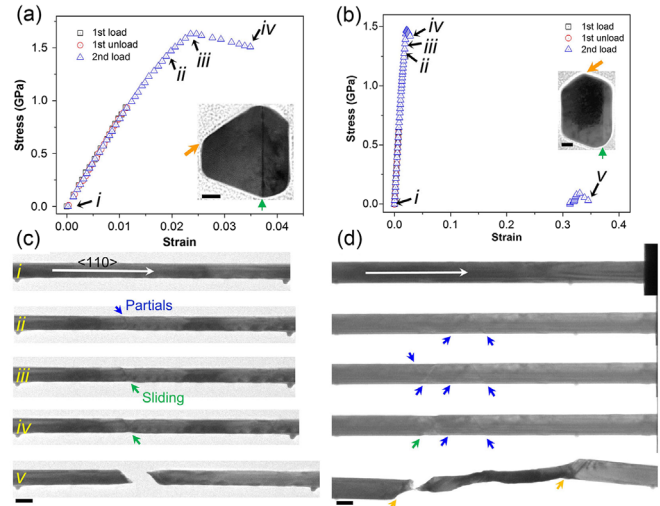 (a)
1st load
1st unload
2nd load
Stress (GPa)
1.5
1.0
0.5
0.0
0.00
0.01
0.02
0.03
0.04
Strain
i
ii
iii
iv
(b)
1st load
1st unload
2nd load
Stress (GPa)
1.5
1.0
0.5
0.0
0.0
0.1
0.2
0.3
0.4
Strain
i
ii
iii
iv
v
(c)
i
<110>
ii
Partials
iii
Sliding
iv
v
(d)